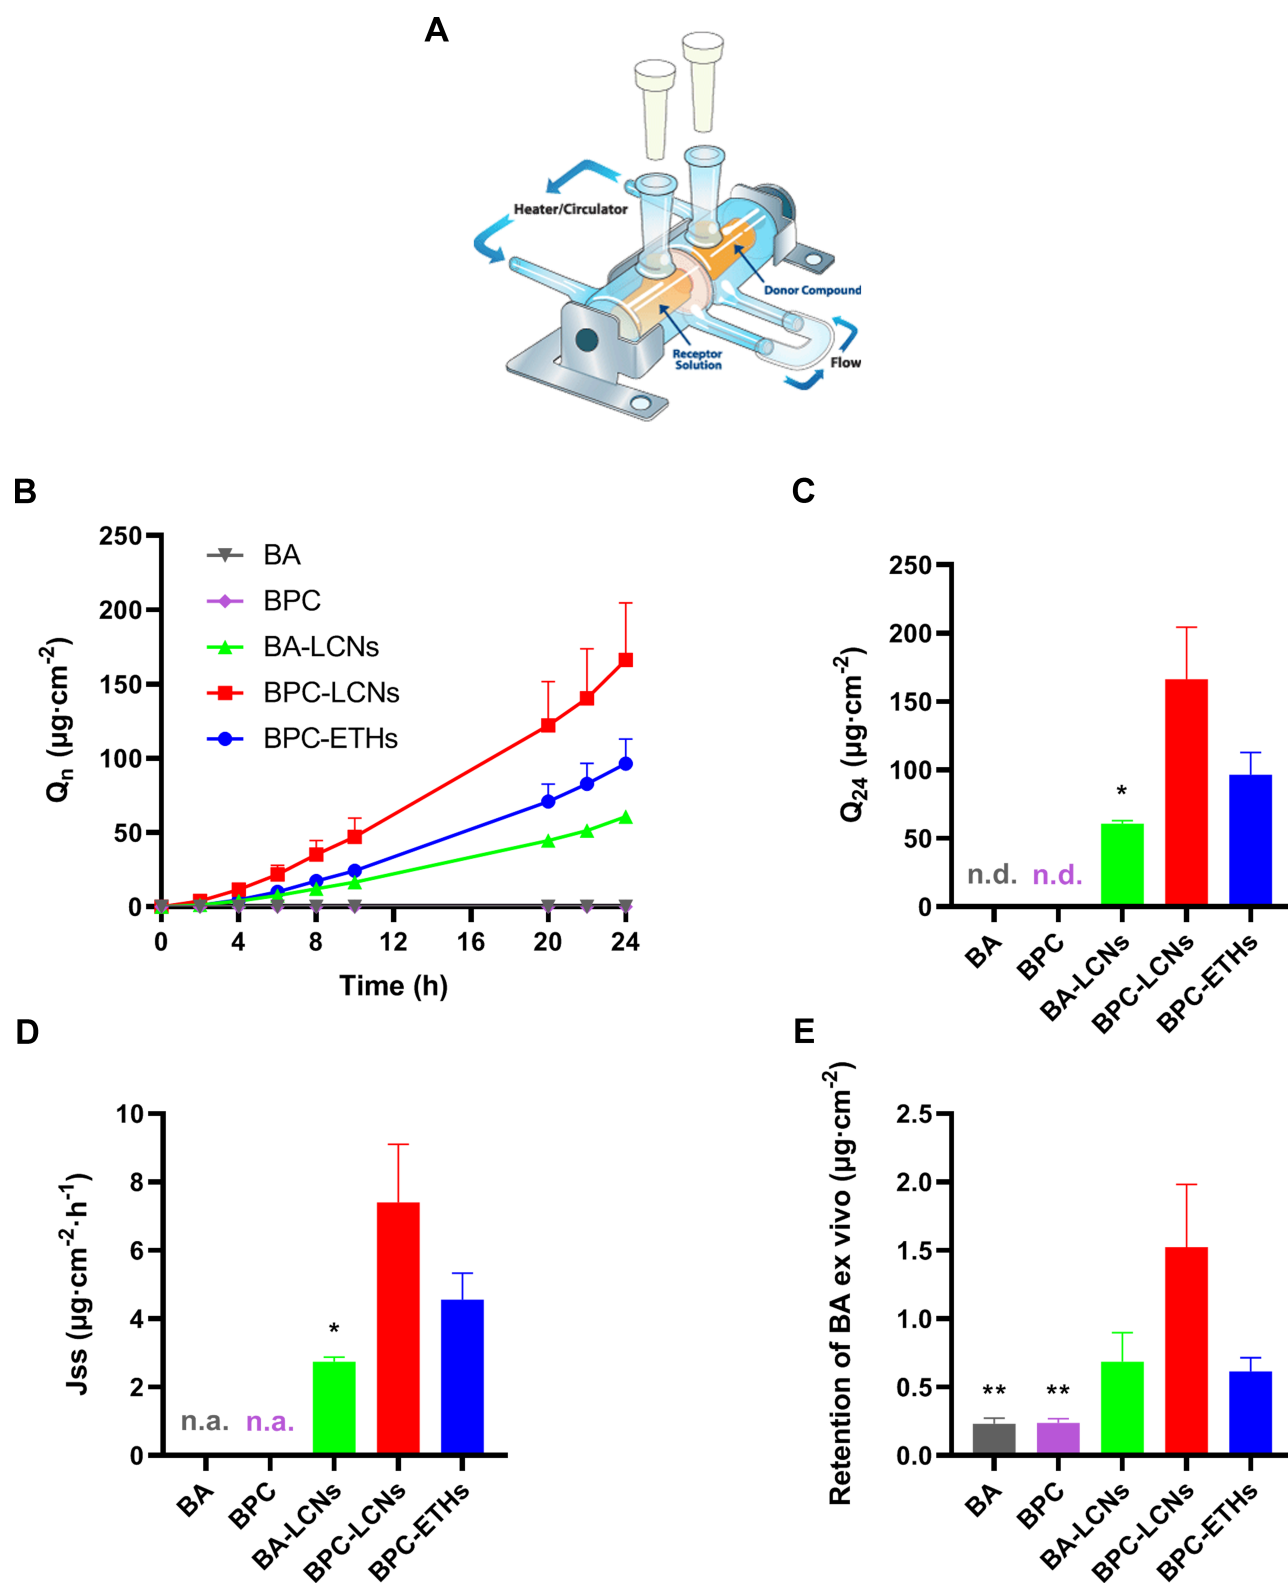 A
Heater/Circulator
Donor Compound
Receptor
Solution
Flow
B
Qn (µg·cm-2)
250
200
150
100
50
0
BA
BPC
BA-LCNs
BPC-LCNs
BPC-ETHs
0 4 8 12 16 20 24
Time (h)
C
Q24 (µg·cm-2)
250
200
150
100
50
0
n.d. n.d. *
BA BPC BA-LCNs BPC-LCNs BPC-ETHs
D
Jss (µg·cm-2·h-1)
10
8
6
4
2
0
n.a. n.a. *
BA BPC BA-LCNs BPC-LCNs BPC-ETHs
E
Retention of BA ex vivo (µg·cm-2)
2.5
2.0
1.5
1.0
0.5
0.0
** **
BA BPC BA-LCNs BPC-LCNs BPC-ETHs